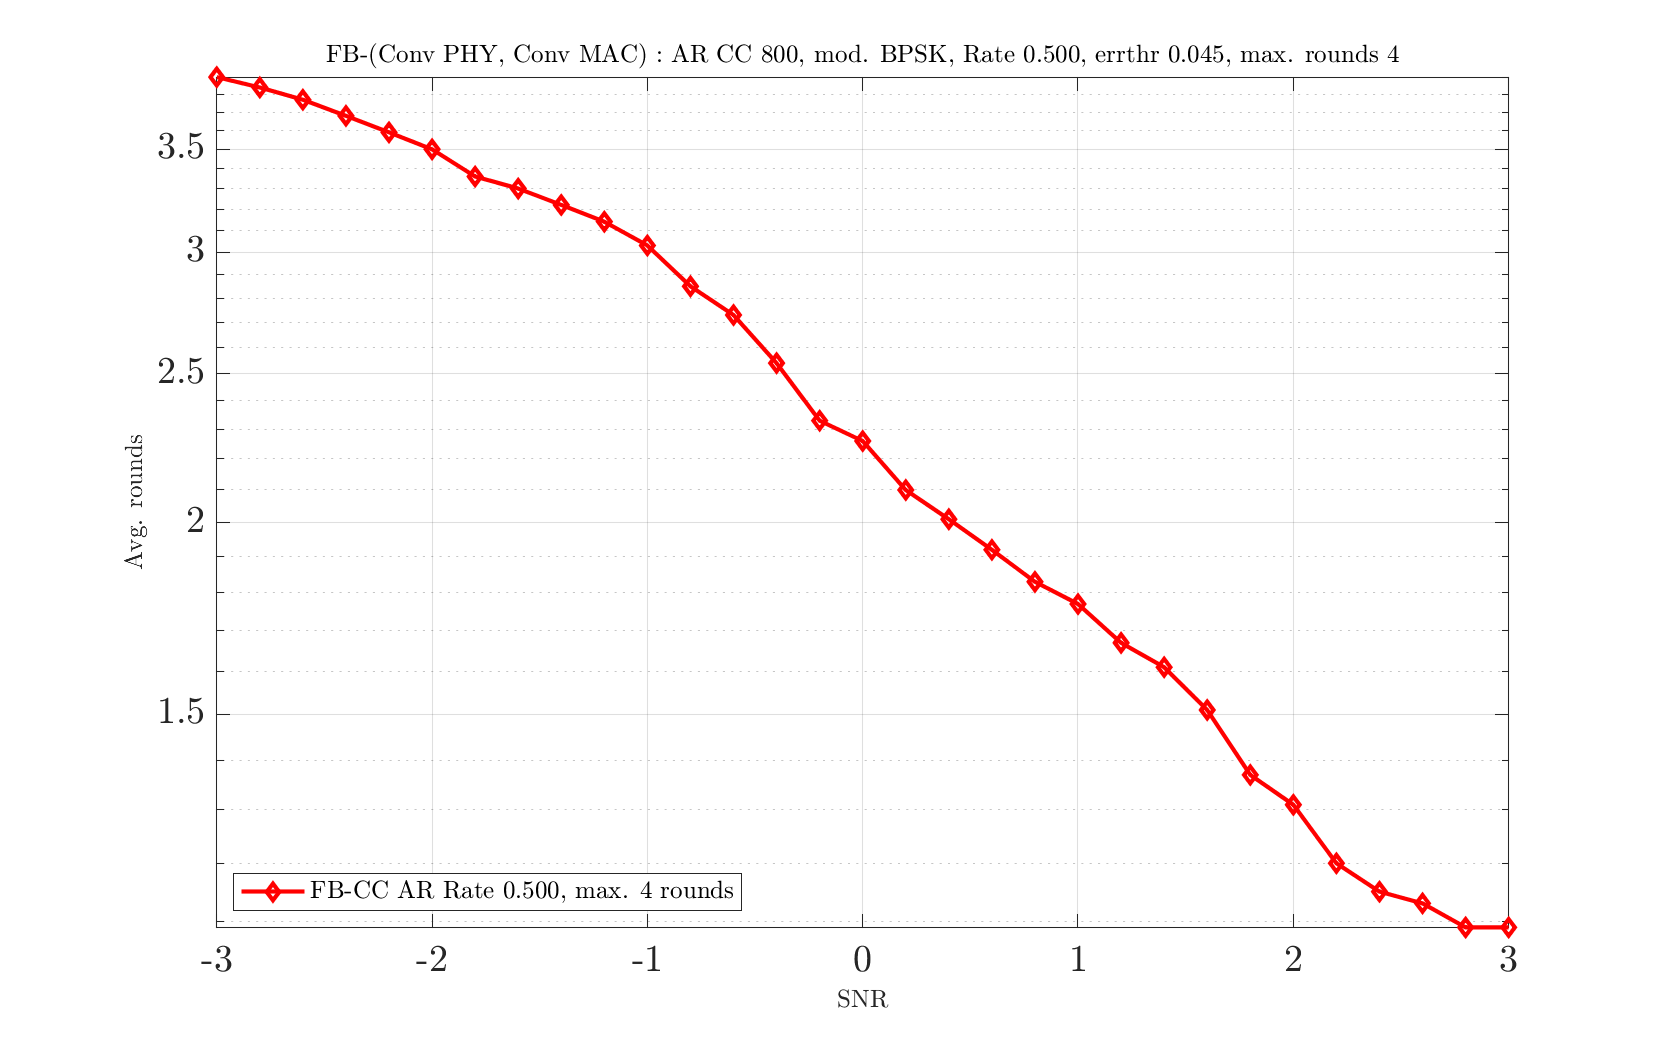 FB-(Conv PHY, Conv MAC) : AR CC 800, mod. BPSK, Rate 0.500, errthr 0.045, max. rounds 4
3.5
3
2.5
2
1.5
Avg. rounds
FB-CC AR Rate 0.500, max. 4 rounds
-3 -2 -1 0 1 2 3
SNR